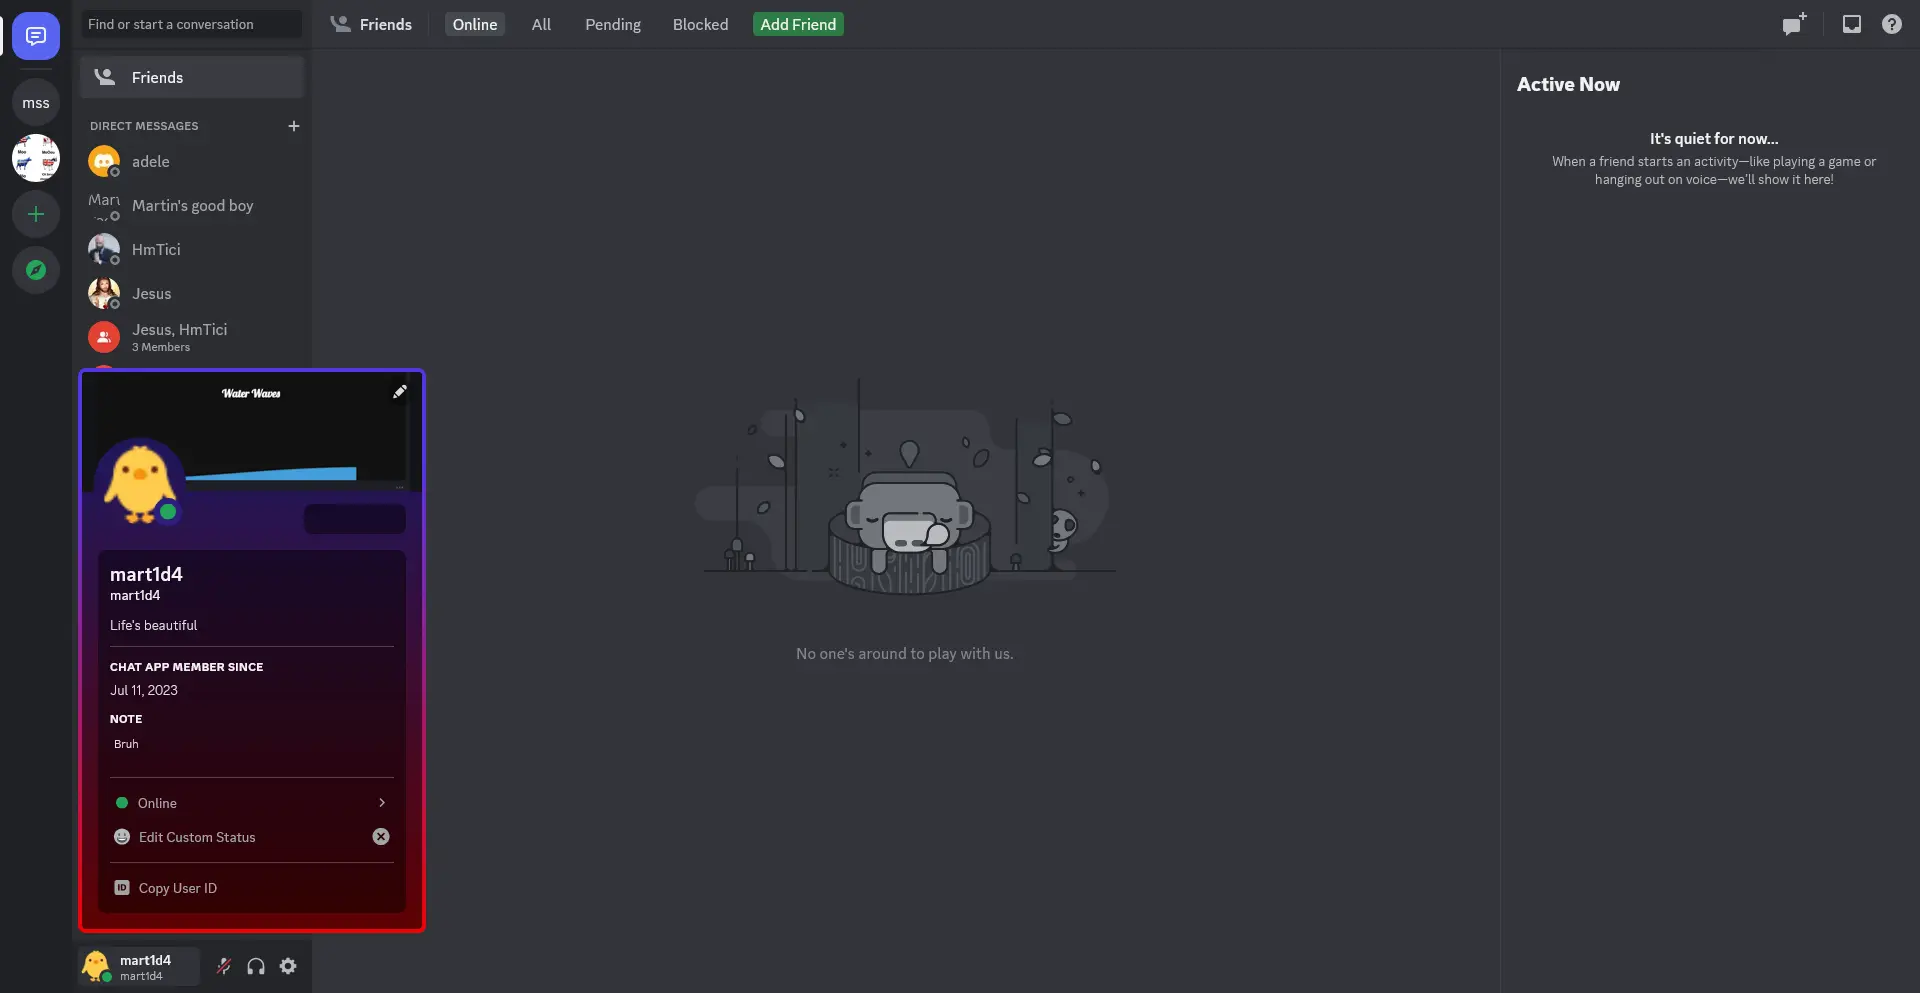 Find or start a conversation
Friends
Online
All
Pending
Blocked
Add Friend
mss
Friends
DIRECT MESSAGES
adele
Martin's good boy
HmTici
Jesus
Jesus, HmTici
3 Members
Water Waves
mart1d4
mart1d4
Life's beautiful
CHAT APP MEMBER SINCE
Jul 11, 2023
NOTE
Bruh
Online
Edit Custom Status
ID
Copy User ID
mart1d4
mart1d4
No one's around to play with us.
Active Now
It's quiet for now...
When a friend starts an activity—like playing a game or
hanging out on voice—we'll show it here!